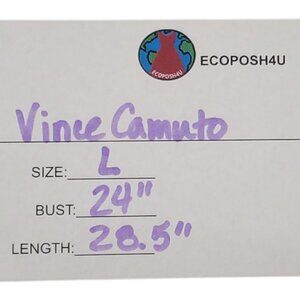 ECOPOSH4U
ECOPOSH4U
Vince Camuto
SIZE: L
BUST: 24"
LENGTH: 28.5"